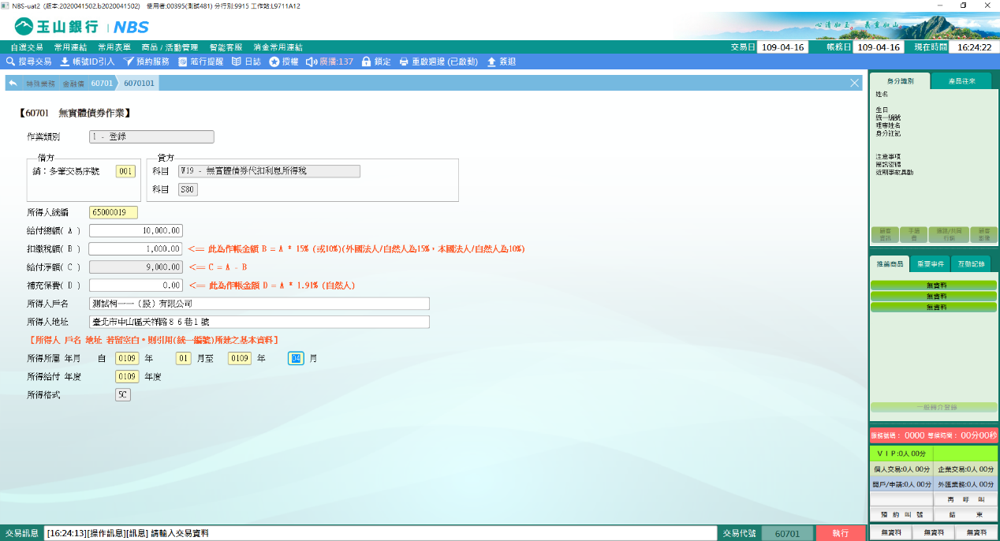 NBS-uat2 (版本:2020041502.b2020041502) 使用者:00395(測試481) 分行別:9915 工作站:L9711A12
玉山銀行 | NBS
心清如玉。義重如山。
自選交易 常用連結 常用表單 商品 / 活動管理 智能客服 消金常用連結
交易日 109-04-16 帳務日 109-04-16 現在時間 16:24:22
搜尋交易 帳號ID引入 預約服務 蒞行提醒 日誌 授權 廣播:137 鎖定 重啟週邊 (已啟動) 簽退
特殊業務 金融債 60701 6070101
【60701 無實體債券作業】
作業類別 1 - 登錄
借方
銷：多筆交易序號 001
貸方
科目 W19 - 無實體債券代扣利息所得稅
科目 S80
所得人統編 65000019
給付總額( A ) 10,000.00
扣繳稅額( B ) 1,000.00 <== 此為作帳金額 B = A * 15% (或10%)(外國法人/自然人為15%，本國法人/自然人為10%)
給付淨額( C ) 9,000.00 <== C = A - B
補充保費( D ) 0.00 <== 此為作帳金額 D = A * 1.91% (自然人)
所得人戶名 測試柯一一（股）有限公司
所得人地址 臺北市中山區天祥路８６巷１號
[所得人 戶名 地址 若留空白。則引用(統一編號)所建之基本資料]
所得所屬 年月 自 0109 年 01 月至 0109 年 04 月
所得給付 年度 0109 年度
所得格式 5C
身分識別 產品往來
姓名
生日
統一編號
理專姓名
身分註記
注意事項
簡訊密碼
近期事故異動
推薦商品 重要事件 互動記錄
無資料
無資料
無資料
一般轉介登錄
服務號碼： 0000 等候時間： 00分00秒
ＶＩＰ:0人 00分
個人交易:0人 00分 企業交易:0人 00分
開戶/申請:0人 00分 外匯業務:0人 00分
再 呼 叫
預 約 叫 號 結 束
無資料 無資料 無資料
交易訊息 [16:24:13][操作訊息][訊息] 請輸入交易資料 交易代號 60701 執行